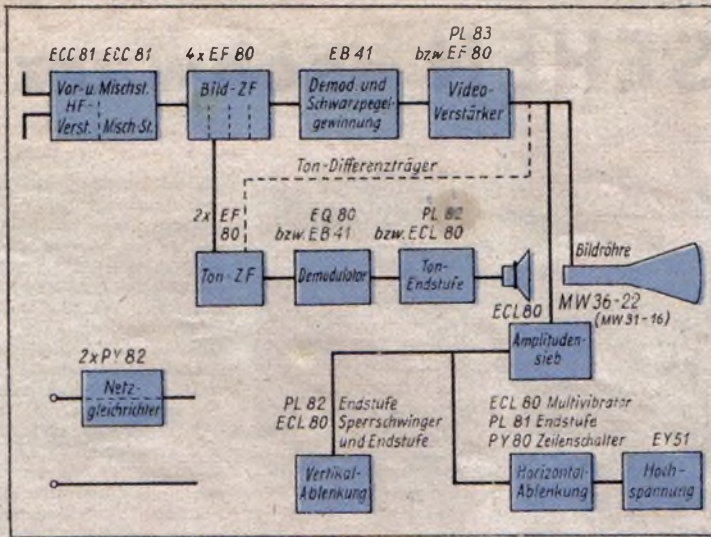 ECC 81 ECC 81
4x EF 80
EB 41
PL 83
bzw EF 80
Vor- u. Mischst.
HF-
Verst. Misch-St.
Bild-ZF
Demod. und
Schwarzpegel-
gewinnung
Video-
Verstärker
Ton-Differenzträger
2x EF
80
EQ 80
bzw. EB 41
PL 82
bzw. ECL 80
Ton-ZF
Demodulator
Ton-
Endstufe
Bildröhre
MW 36-22
(MW 31-16)
ECL 80
Amplituden-
sieb
2xPY 82
Netz-
gleichrichter
PL 82 Endstufe
ECL 80 Sperrschwinger
und Endstufe
Vertikal-
Ablenkung
ECL 80 Multivibrator
PL 81 Endstufe
PY 80 Zeilenschalter
EY 51
Horizontal-
Ablenkung
Hoch-
spannung